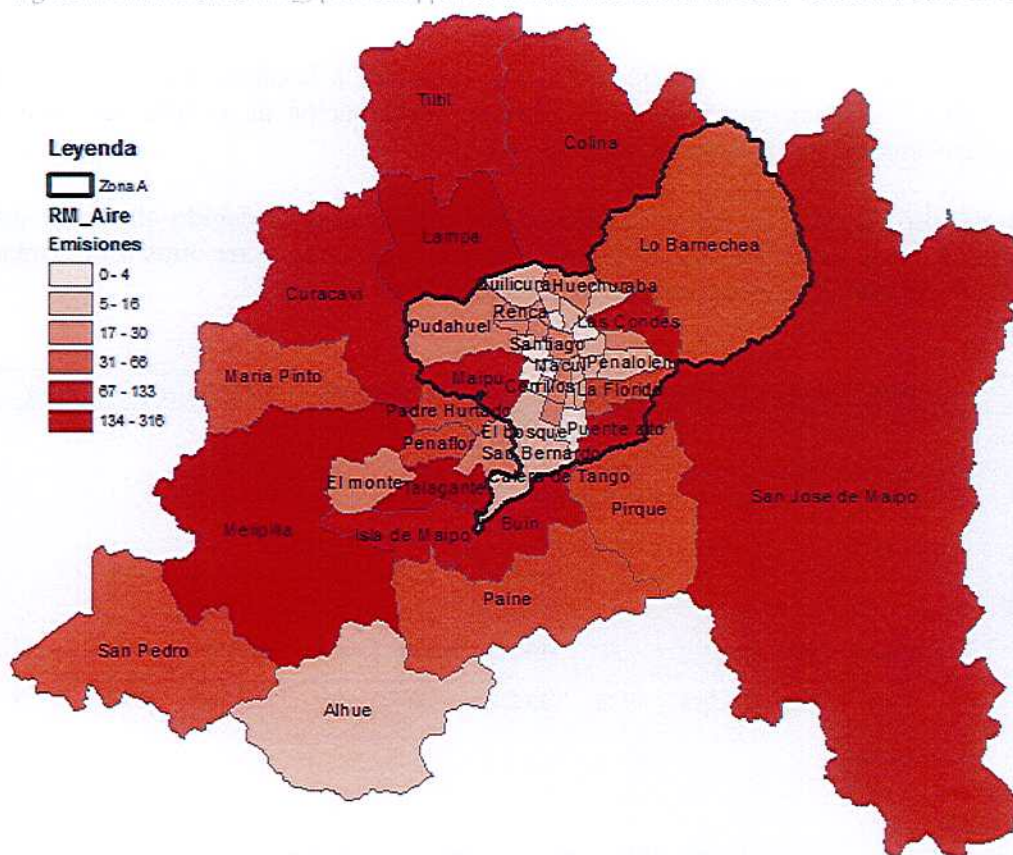 Leyenda
Zona A
RM_Aire
Emisiones
0 - 4
5 - 16
17 - 30
31 - 66
67 - 133
134 - 316
Tiltil
Colina
Lampa
Lo Barnechea
Curacavi
Quilicura
Huechuraba
Renca
Las Condes
Pudahuel
Santiago
Macul
Penalolen
Maria Pinto
Maipu
Cerrillos
La Florida
Padre Hurtado
El bosque
Puente alto
Penaflor
San Bernardo
El monte
Talagante
Calera de Tango
San Jose de Maipo
Melipilla
Isla de Maipo
Buin
Pirque
Paine
San Pedro
Alhue